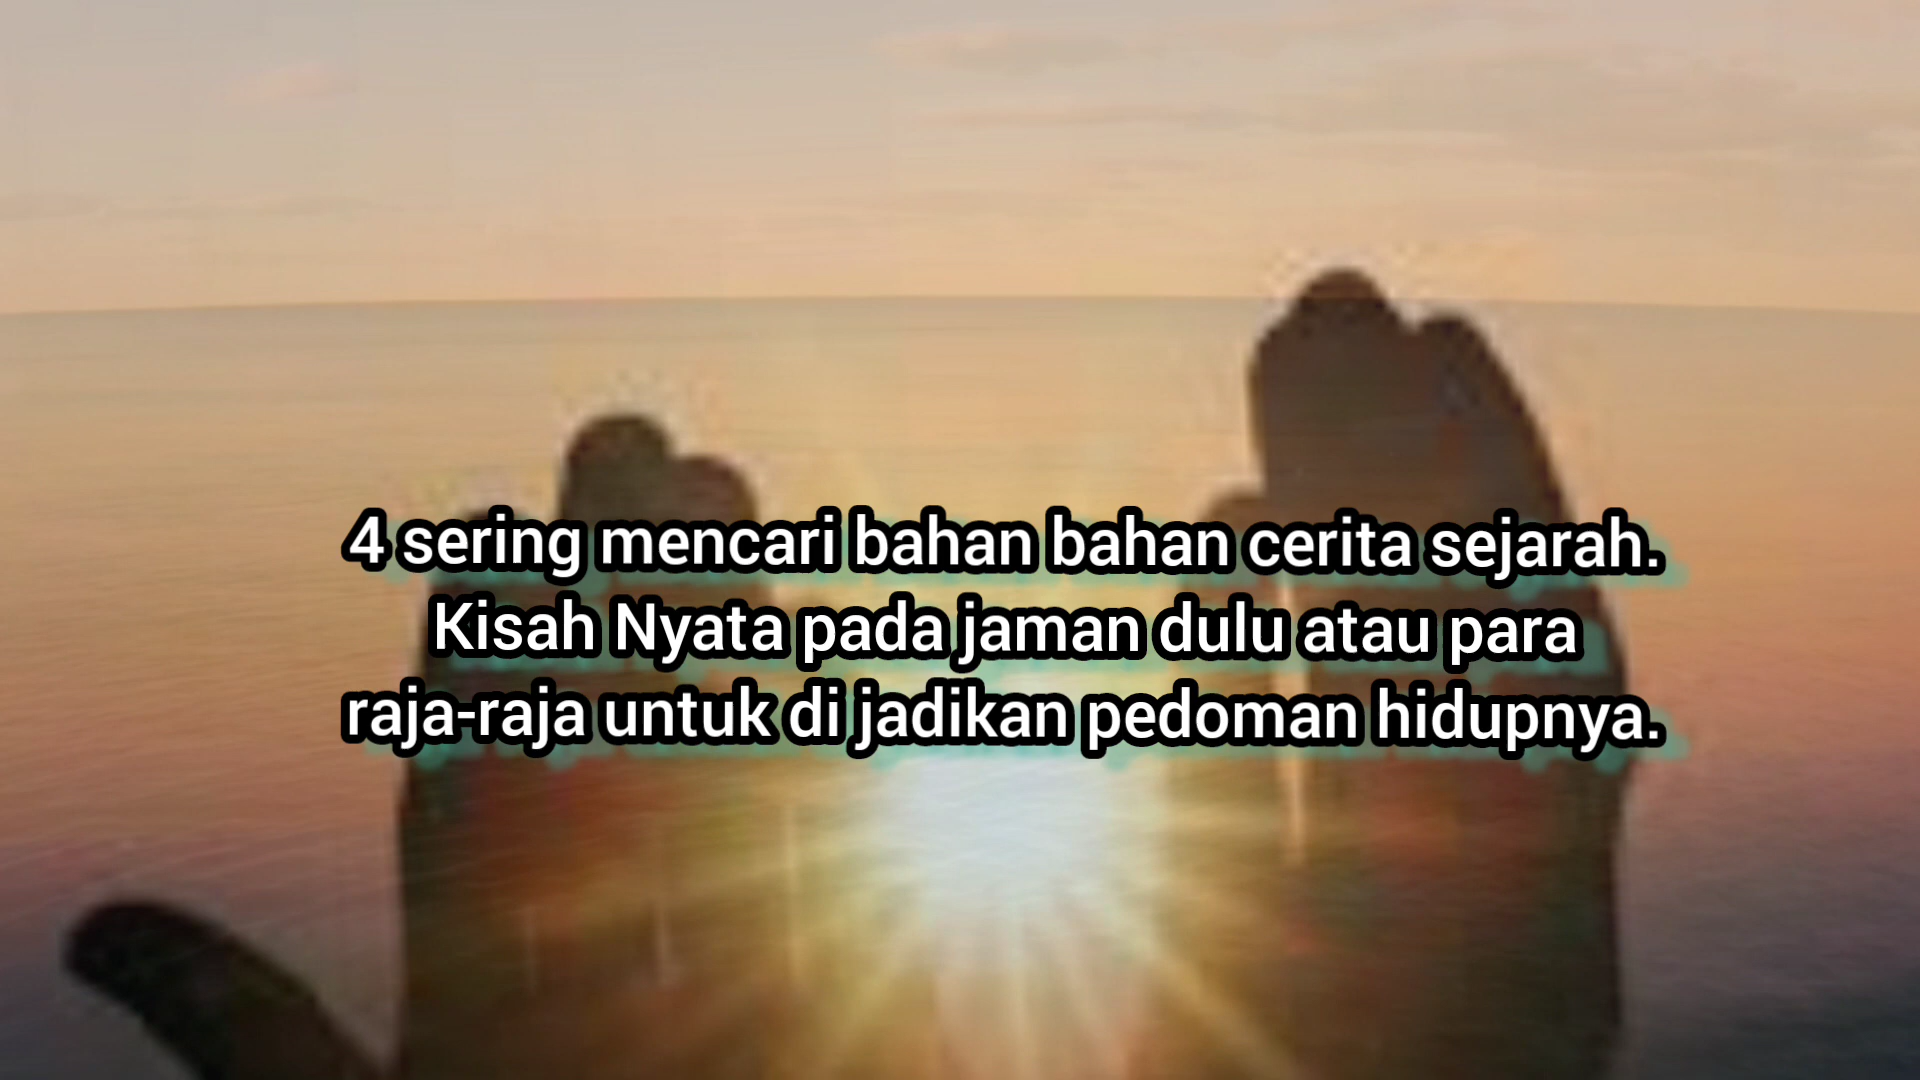 4 sering mencari bahan bahan cerita sejarah.
Kisah Nyata pada jaman dulu atau para
raja-raja untuk di jadikan pedoman hidupnya.